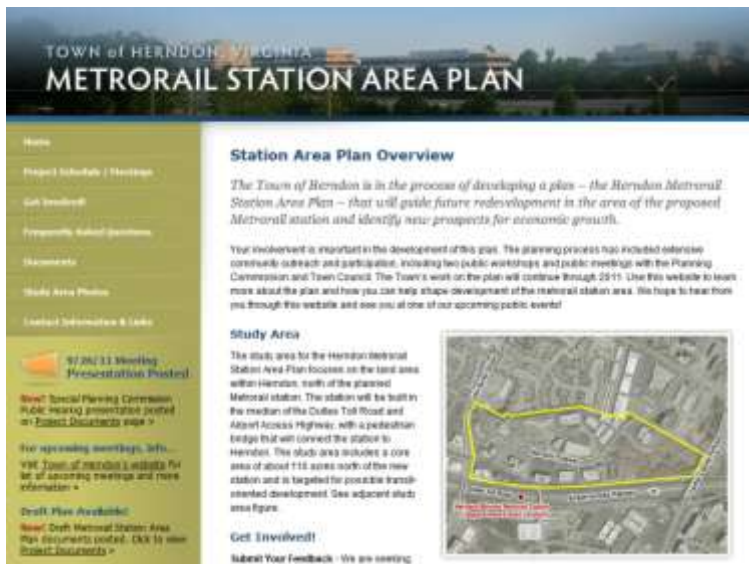 TOWN of HERNDON, VIRGINIA
METRORAIL STATION AREA PLAN
Home
Project Schedule / Meetings
Get Involved!
Frequently Asked Questions
Documents
Study Area Photos
Contact Information & Links
9/26/11 Meeting
Presentation Posted
New! Special Planning Commission
Public Hearing presentation posted
on Project Documents page >
For upcoming meetings, info...
Visit Town of Herndon's website for
list of upcoming meetings and more
information »
Draft Plan Available!
New! Draft Metrorail Station Area
Plan documents posted. Click to view
Project Documents >
Station Area Plan Overview
The Town of Herndon is in the process of developing a plan – the Herndon Metrorail
Station Area Plan – that will guide future redevelopment in the area of the proposed
Metrorail station and identify new prospects for economic growth.
Your involvement is important in the development of this plan. The planning process has included extensive
community outreach and participation, including two public workshops and public meetings with the Planning
Commission and Town Council. The Town's work on the plan will continue through 2011. Use this website to learn
more about the plan and how you can help shape development of the metrorail station area. We hope to hear from
you through this website and see you at one of our upcoming public events!
Study Area
The study area for the Herndon Metrorail
Station Area Plan focuses on the land area
within Herndon, north of the planned
Metrorail station. The station will be built in
the median of the Dulles Toll Road and
Airport Access Highway, with a pedestrian
bridge that will connect the station to
Herndon. The study area includes a core
area of about 110 acres north of the new
station and is targeted for possible transit-
oriented development. See adjacent study
area figure.
Get Involved!
Submit Your Feedback - We are seeking